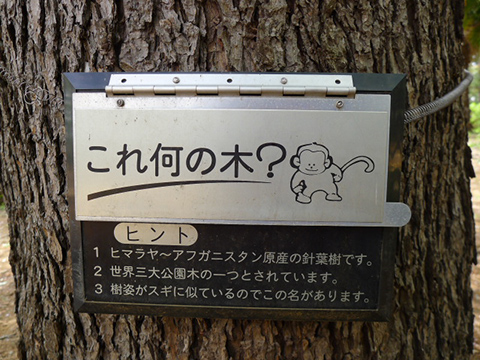 これ何の木?
ヒント
1 ヒマラヤ~アフガニスタン原産の針葉樹です。
2 世界三大公園木の一つとされています。
3 樹姿がスギに似ているのでこの名があります。